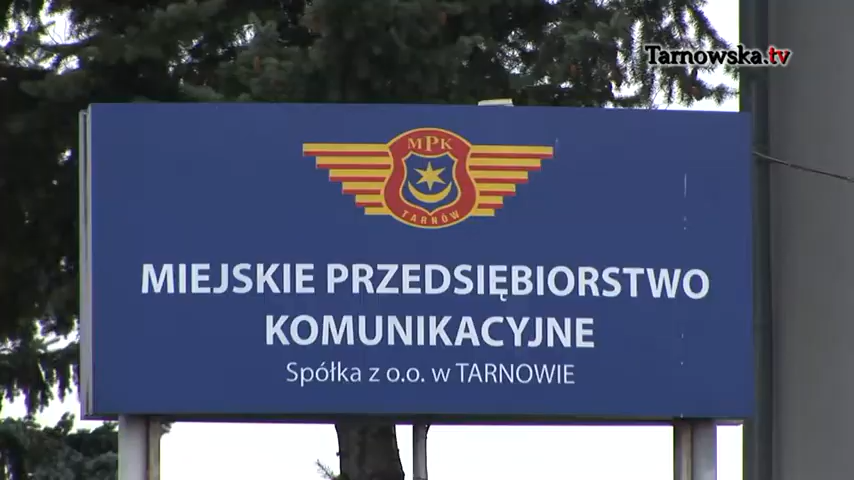 Tarnowska.tv
MPK
TARNÓW
MIEJSKIE PRZEDSIĘBIORSTWO
KOMUNIKACYJNE
Spółka z o.o. w TARNOWIE